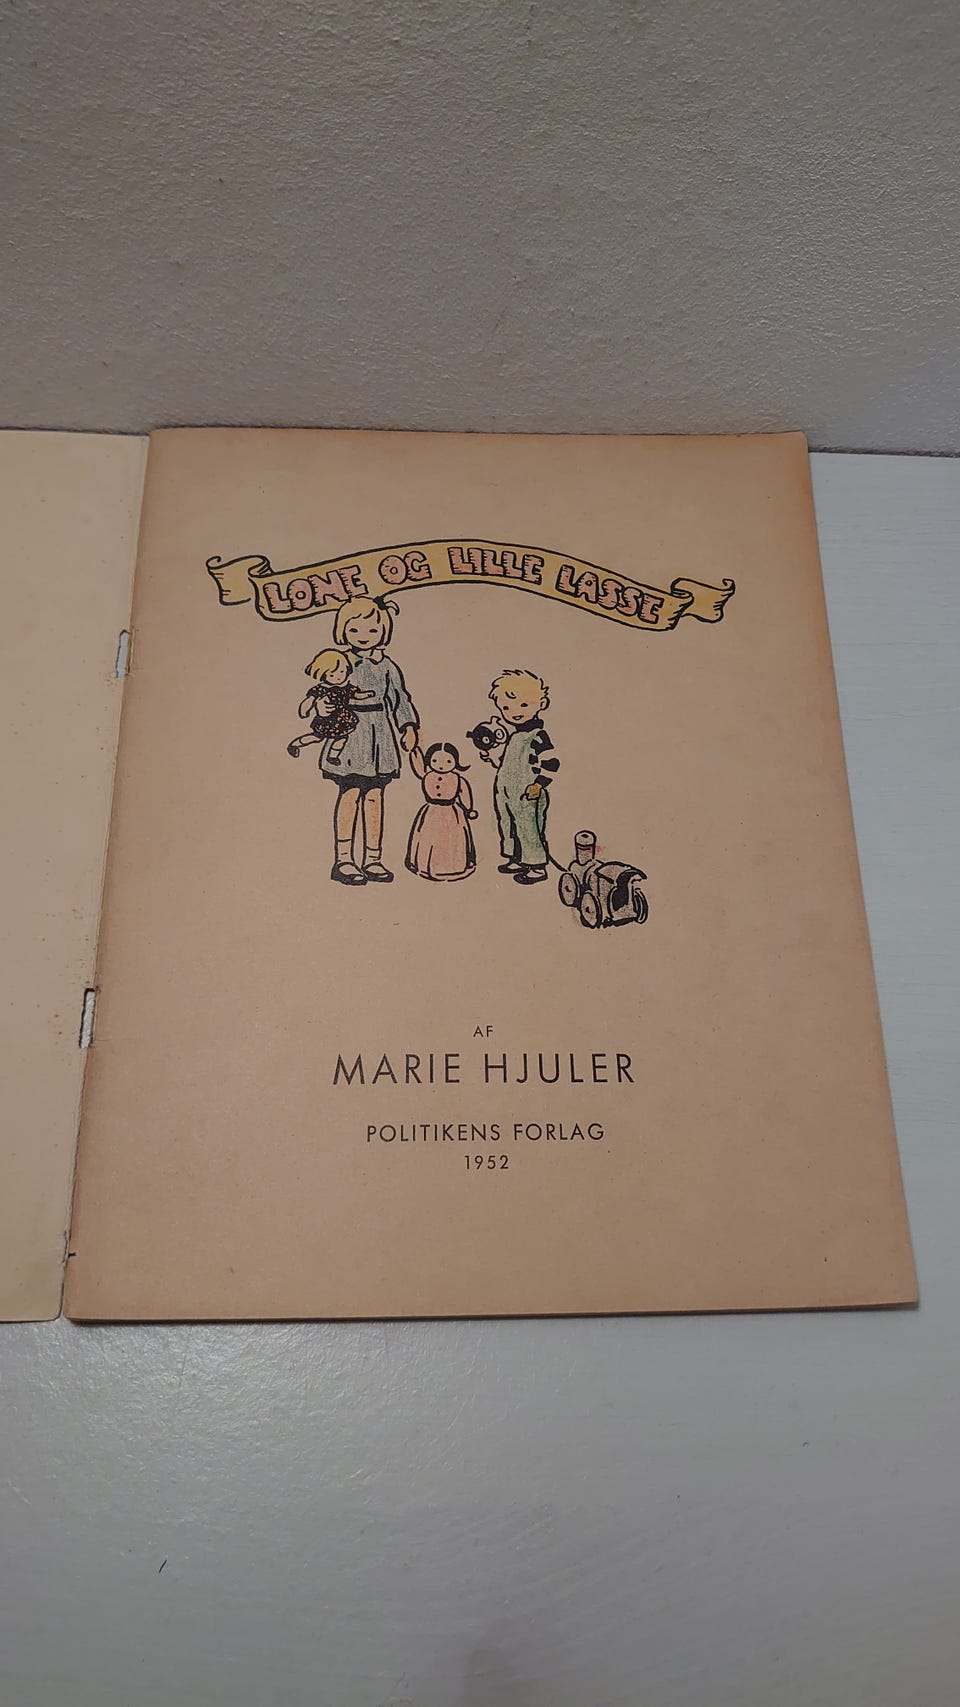 LONE OG LILLE LASSE
AF
MARIE HJULER
POLITIKENS FORLAG
1952